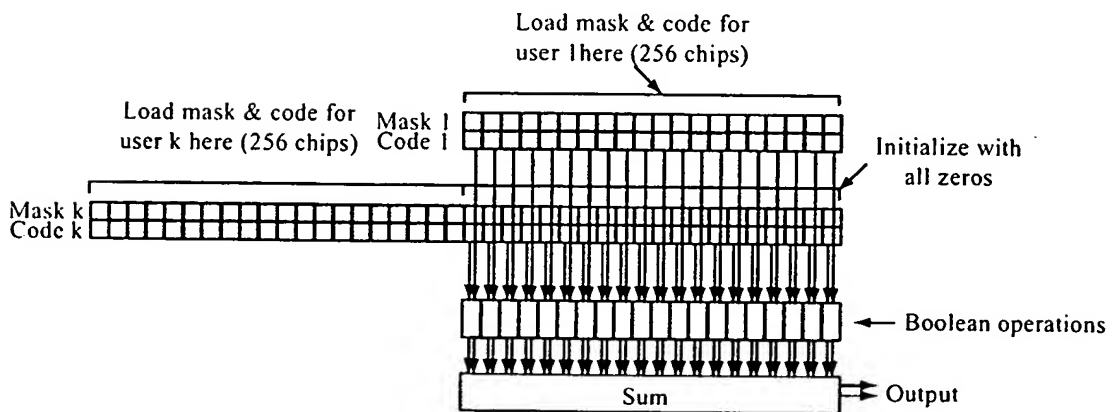 Load mask & code for
user 1here (256 chips)
Load mask & code for
user k here (256 chips)
Mask 1
Code 1
Initialize with
all zeros
Mask k
Code k
Boolean operations
Sum
Output